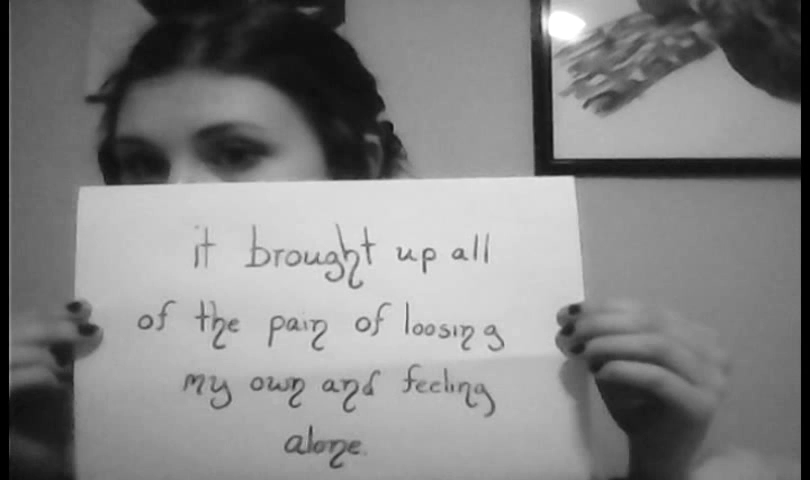 it brought up all
of the pain of loosing
my own and feeling
alone.